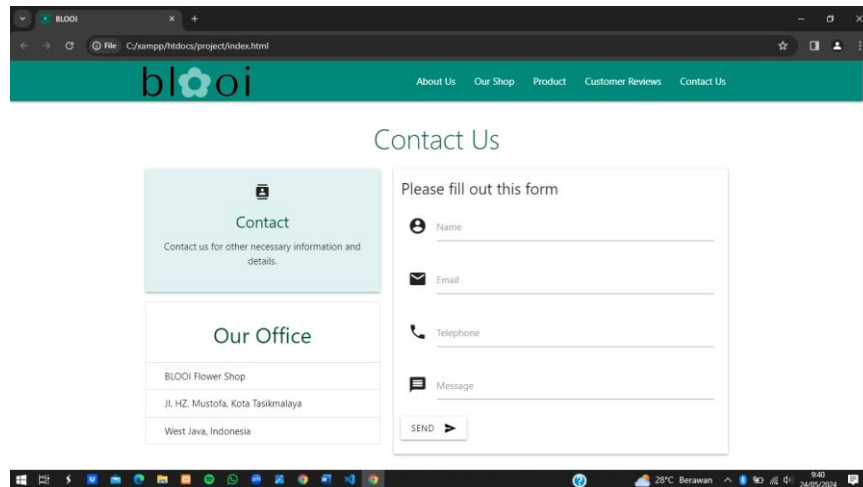 BLOOI
File C:/xampp/htdocs/project/index.html
blooi
About Us Our Shop Product Customer Reviews Contact Us
Contact Us
Contact
Contact us for other necessary information and
details.
Our Office
BLOOI Flower Shop
Jl. HZ. Mustofa, Kota Tasikmalaya
West Java, Indonesia
Please fill out this form
Name
Email
Telephone
Message
SEND
28°C Berawan
9:40
24/05/2024